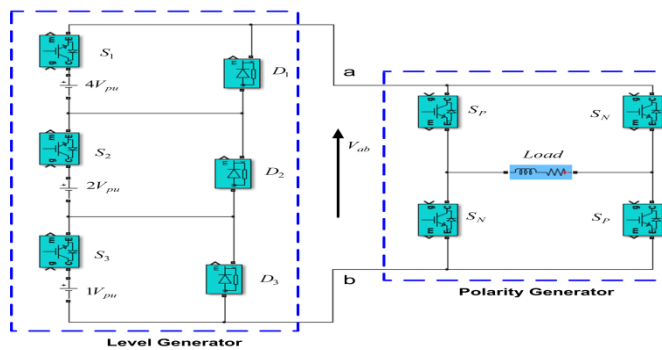 S1
D1
4Vpu
S2
D2
2Vpu
S3
D3
1Vpu
Level Generator
a
Vab
b
SP
SN
Load
SN
SP
Polarity Generator